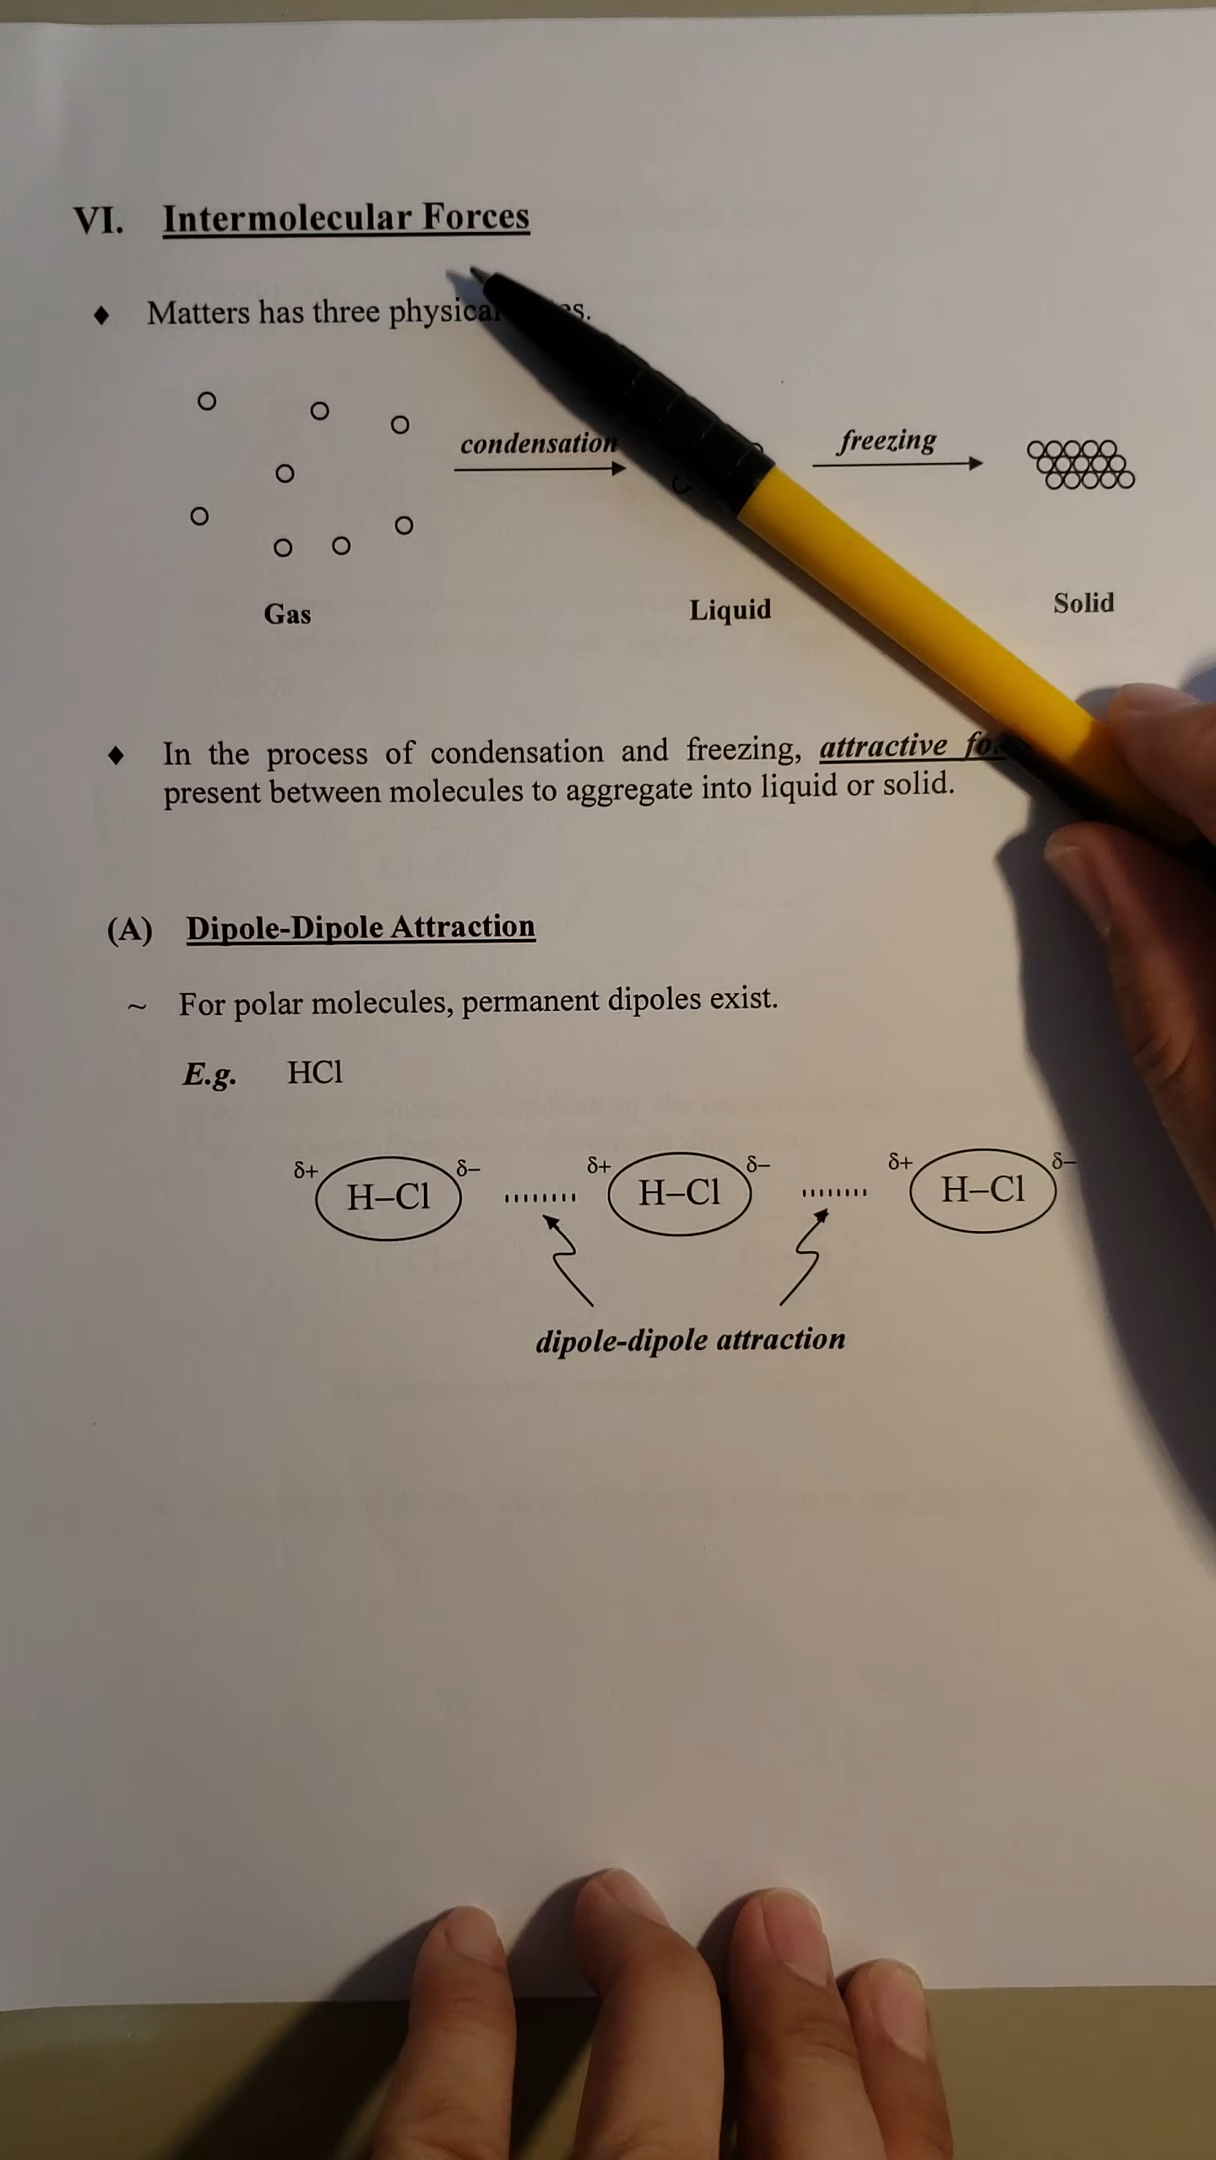 VI. Intermolecular Forces
♦ Matters has three physical
condensation
freezing
Gas
Liquid
Solid
♦ In the process of condensation and freezing, attractive
present between molecules to aggregate into liquid or solid.
(A) Dipole-Dipole Attraction
~ For polar molecules, permanent dipoles exist.
E.g. HCl
δ+ H–Cl δ– δ+ H–Cl δ– δ+ H–Cl δ–
dipole-dipole attraction